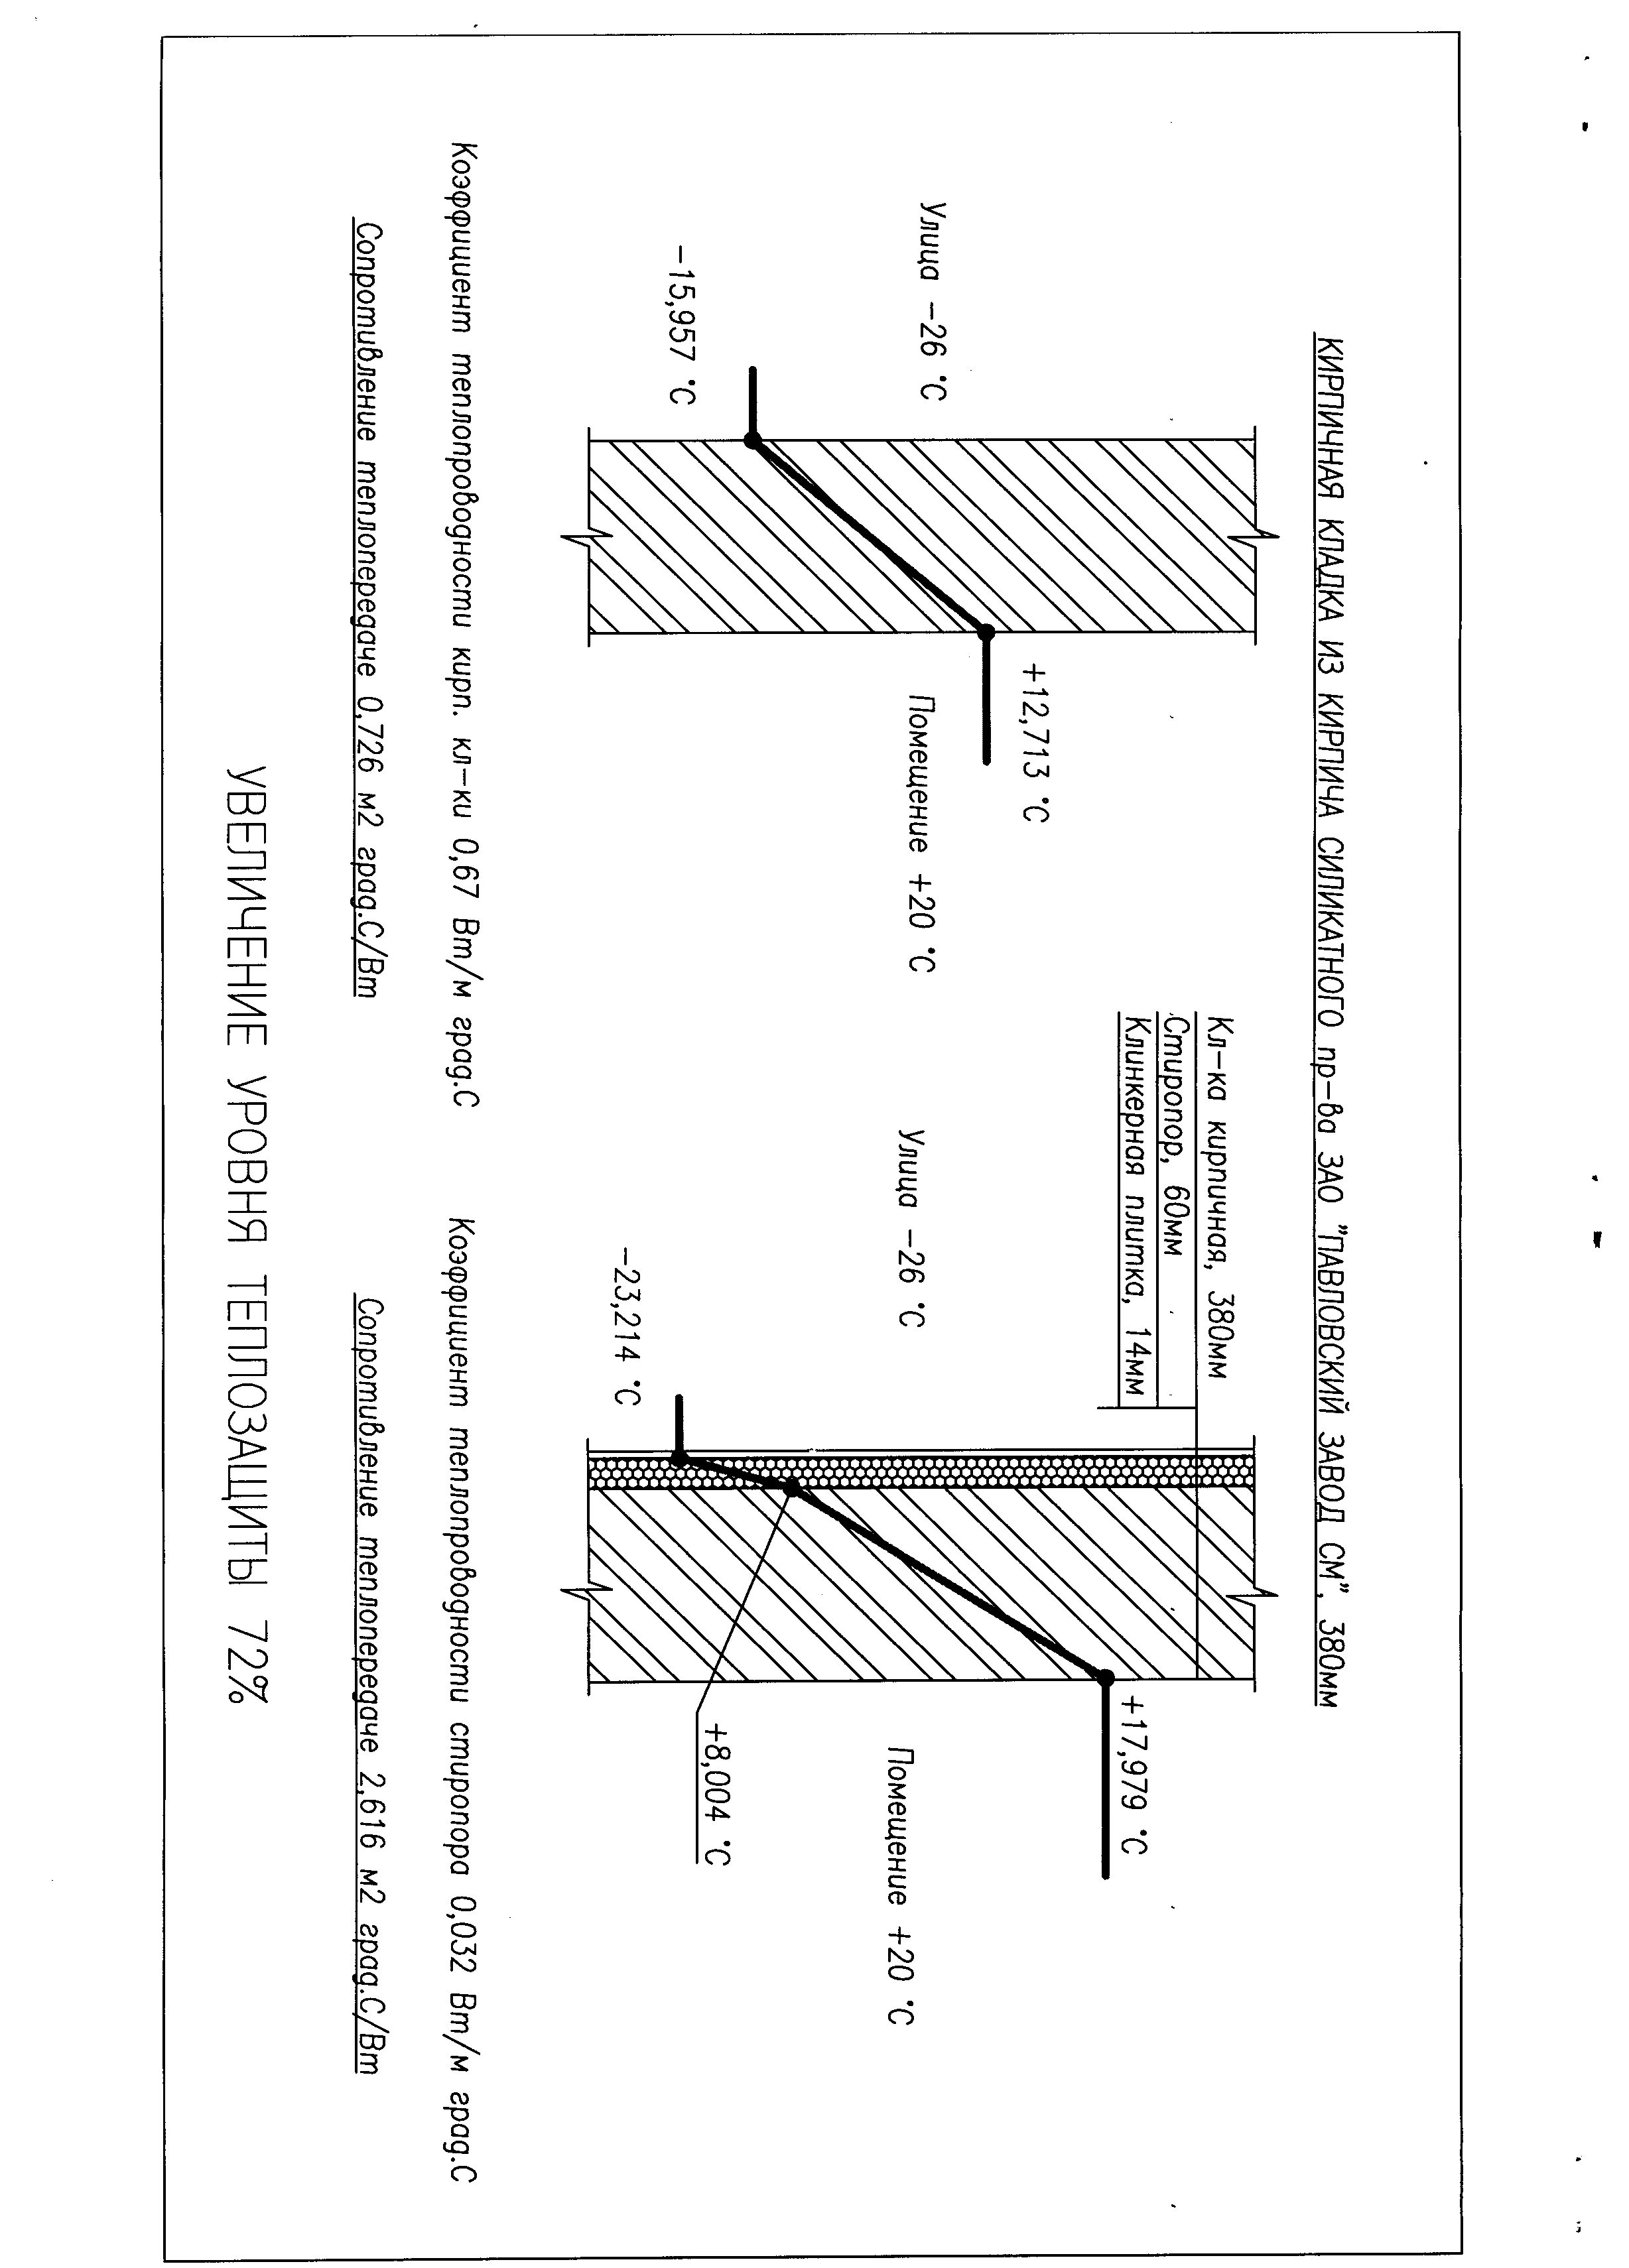 КИРПИЧНАЯ КЛАДКА ИЗ КИРПИЧА СИЛИКАТНОГО пр-ва ЗАО "ПАВЛОВСКИЙ ЗАВОД СМ", 380мм
Улица -26 °С
-15,957 °С
+12,713 °С
Помещение +20 °С
Коэффициент теплопроводности кирп. кл-ки 0,67 Вт/м град.С
Сопротивление теплопередаче 0,726 м2 град.С/Вт
Кл-ка кирпичная, 380мм
Стиропор, 60мм
Клинкерная плитка, 14мм
Улица -26 °С
-23,214 °С
+17,979 °С
Помещение +20 °С
+8,004 °С
Коэффициент теплопроводности стиропора 0,032 Вт/м град.С
Сопротивление теплопередаче 2,616 м2 град.С/Вт
УВЕЛИЧЕНИЕ УРОВНЯ ТЕПЛОЗАЩИТЫ 72%